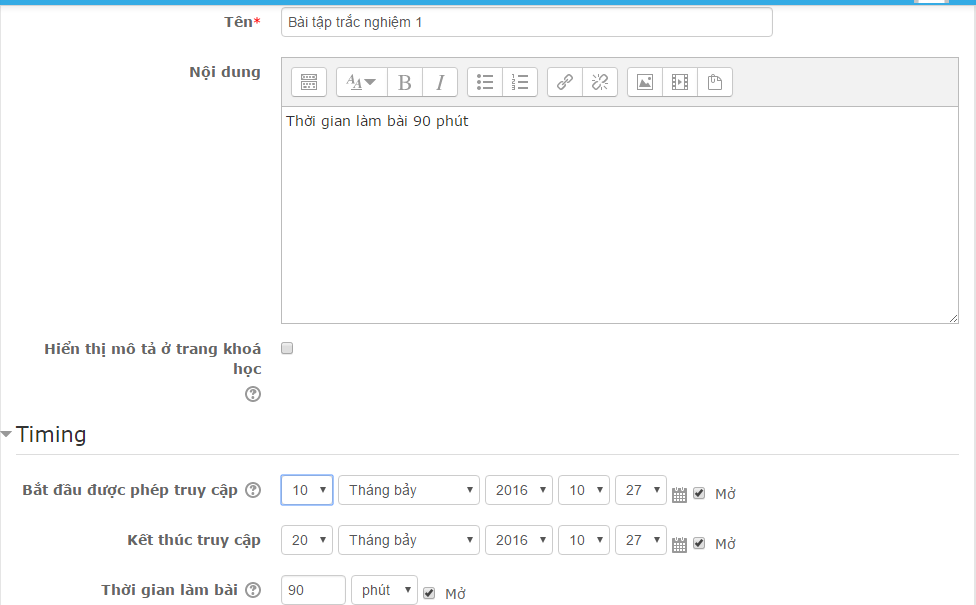 Tên* Bài tập trắc nghiệm 1
Nội dung
Thời gian làm bài 90 phút
Hiển thị mô tả ở trang khoá
học
Timing
Bắt đầu được phép truy cập 10 Tháng bảy 2016 10 27 Mở
Kết thúc truy cập 20 Tháng bảy 2016 10 27 Mở
Thời gian làm bài 90 phút Mở